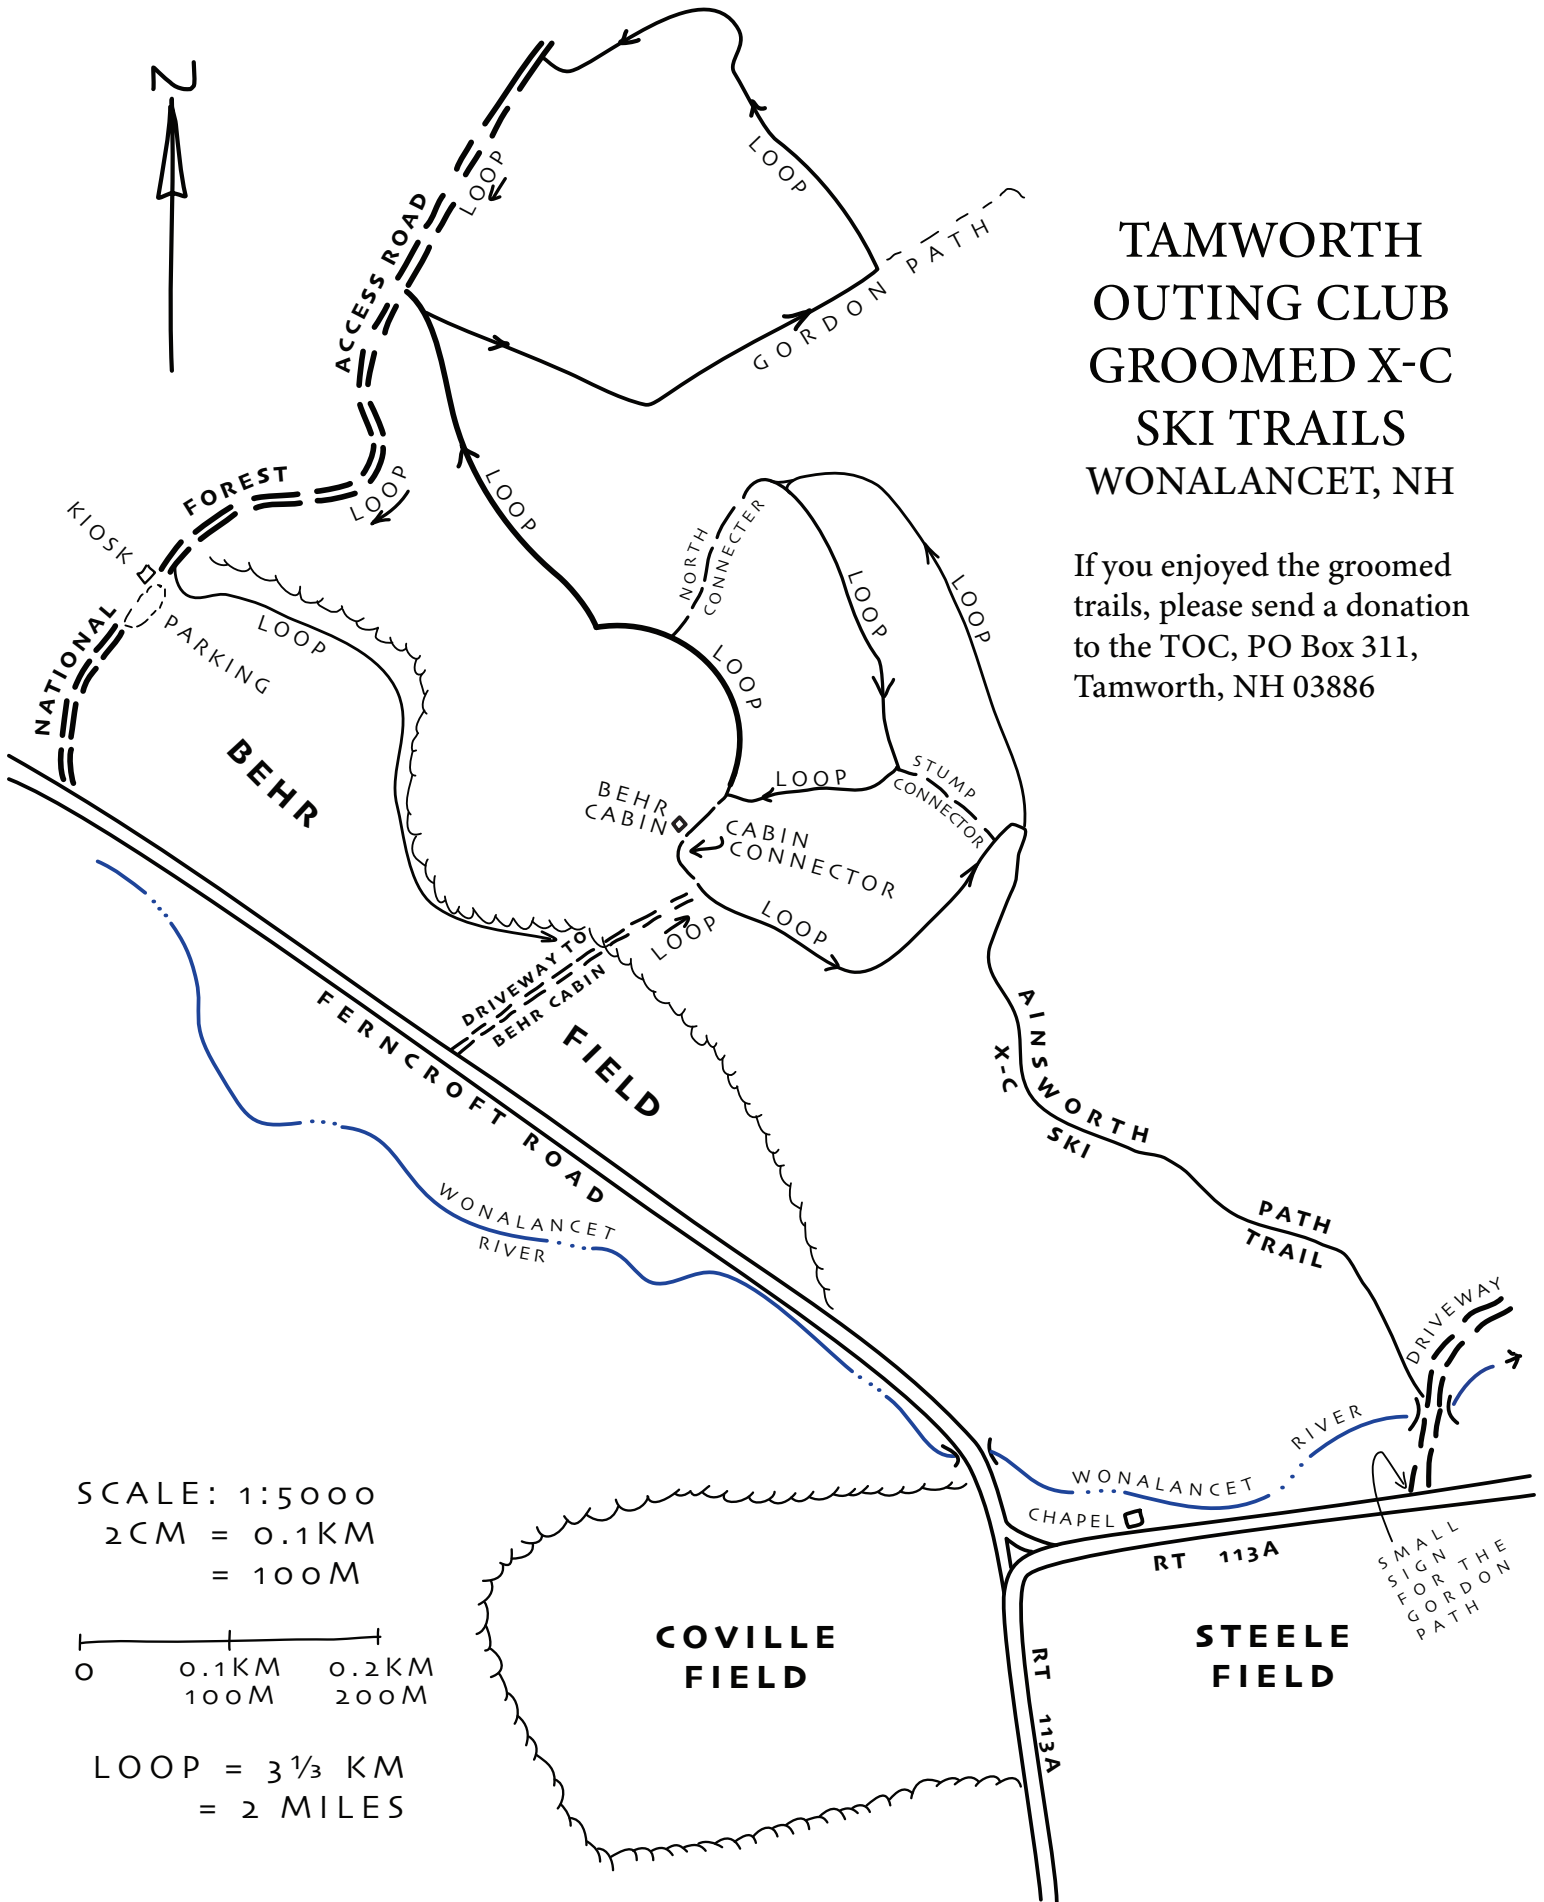 N
TAMWORTH
OUTING CLUB
GROOMED X-C
SKI TRAILS
WONALANCET, NH
If you enjoyed the groomed
trails, please send a donation
to the TOC, PO Box 311,
Tamworth, NH 03886
LOOP
LOOP
GORDON PATH
NATIONAL FOREST ACCESS ROAD
LOOP
LOOP
KIOSK
PARKING
LOOP
NORTH
CONNECTER
LOOP
LOOP
LOOP
LOOP
STUMP
CONNECTOR
BEHR
CABIN
CABIN
CONNECTOR
LOOP
LOOP
DRIVEWAY TO
BEHR CABIN
BEHR
FIELD
FERNCROFT ROAD
WONALANCET
RIVER
AINSWORTH PATH
X-C SKI TRAIL
DRIVEWAY
RIVER
WONALANCET
CHAPEL
RT 113A
SMALL
SIGN
FOR THE
GORDON
PATH
COVILLE
FIELD
STEELE
FIELD
RT 113A
SCALE: 1:5000
2CM = 0.1KM
= 100M
0
0.1KM
100M
0.2KM
200M
LOOP = 3⅓ KM
= 2 MILES